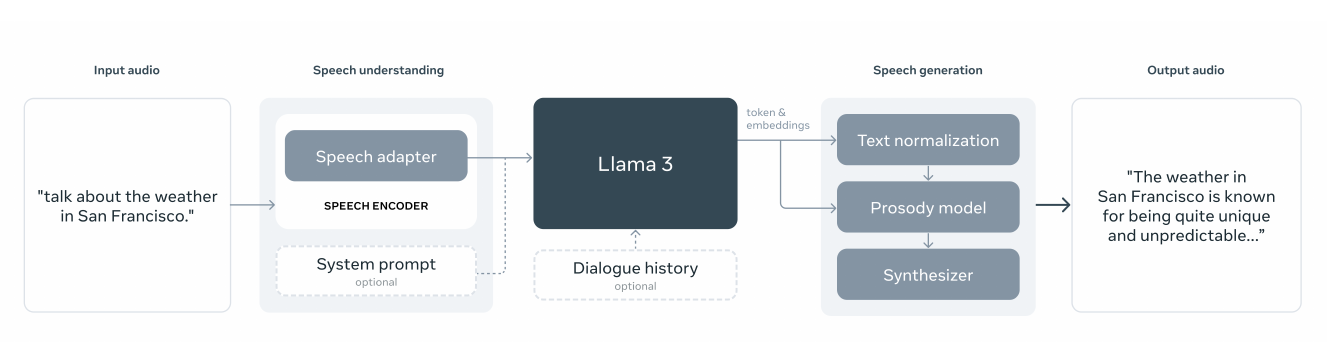 Input audio
Speech understanding
Speech generation
Output audio
"talk about the weather
in San Francisco."
Speech adapter
SPEECH ENCODER
System prompt
optional
Llama 3
Dialogue history
optional
token &
embeddings
Text normalization
Prosody model
Synthesizer
"The weather in
San Francisco is known
for being quite unique
and unpredictable...”